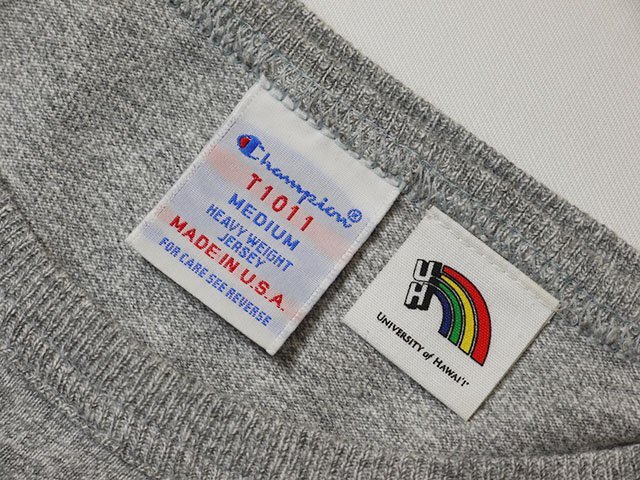 Champion®
T1011
MEDIUM
HEAVY WEIGHT
JERSEY
MADE IN U.S.A.
FOR CARE SEE REVERSE
UH
UNIVERSITY of HAWAI'I